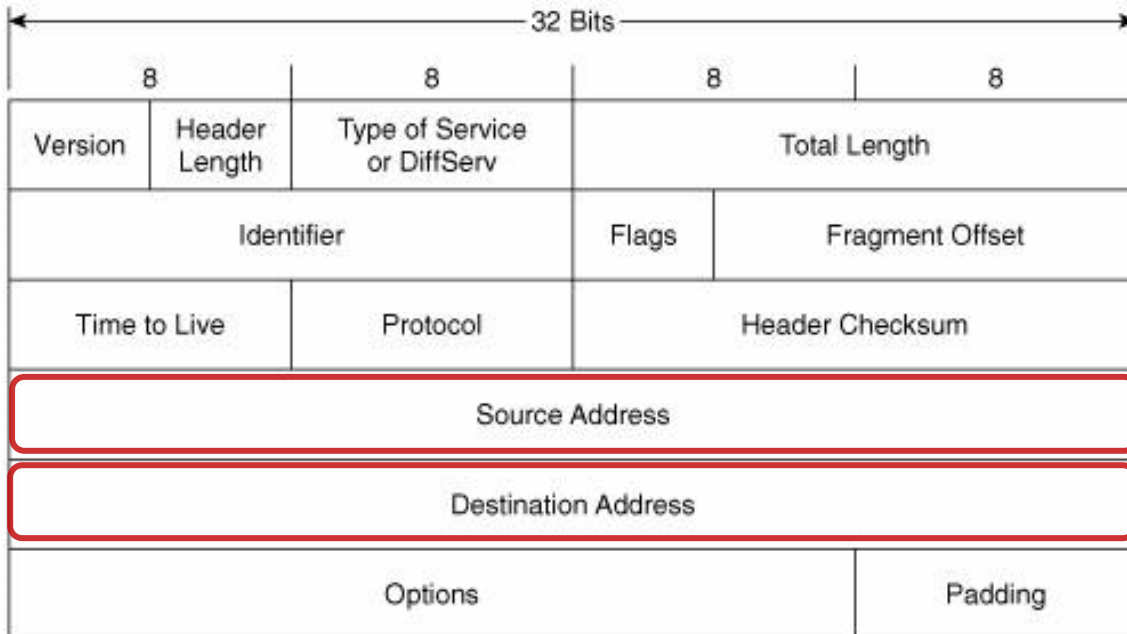 32 Bits
8 8 8 8
Version Header Length Type of Service or DiffServ Total Length
Identifier Flags Fragment Offset
Time to Live Protocol Header Checksum
Source Address
Destination Address
Options Padding